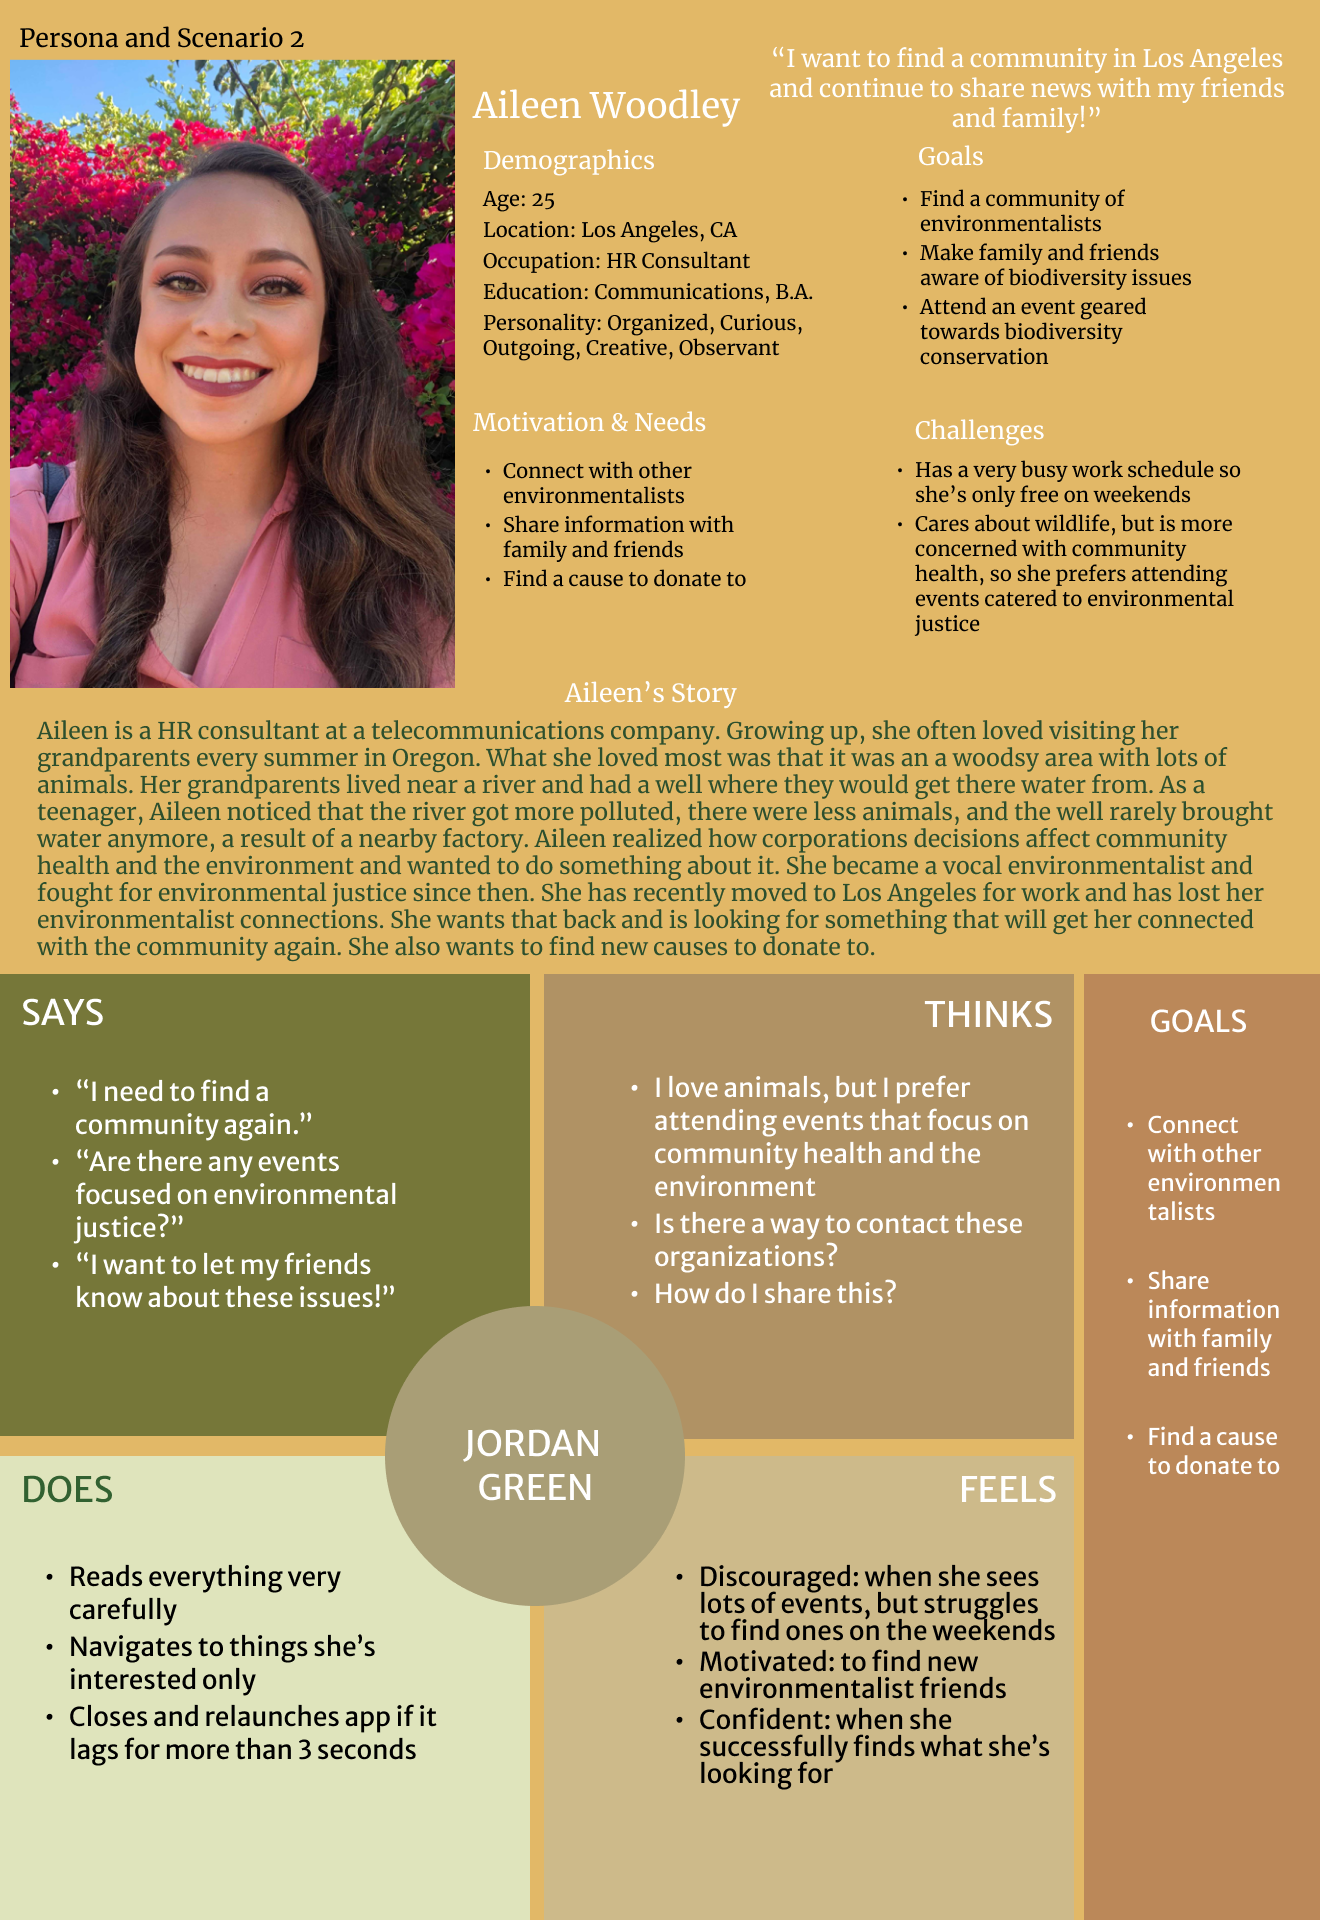 Persona and Scenario 2
Aileen Woodley
“I want to find a community in Los Angeles
and continue to share news with my friends
and family!”
Demographics
Age: 25
Location: Los Angeles, CA
Occupation: HR Consultant
Education: Communications, B.A.
Personality: Organized, Curious,
Outgoing, Creative, Observant
Goals
• Find a community of
environmentalists
• Make family and friends
aware of biodiversity issues
• Attend an event geared
towards biodiversity
conservation
Motivation & Needs
• Connect with other
environmentalists
• Share information with
family and friends
• Find a cause to donate to
Challenges
• Has a very busy work schedule so
she’s only free on weekends
• Cares about wildlife, but is more
concerned with community
health, so she prefers attending
events catered to environmental
justice
Aileen’s Story
Aileen is a HR consultant at a telecommunications company. Growing up, she often loved visiting her
grandparents every summer in Oregon. What she loved most was that it was an a woodsy area with lots of
animals. Her grandparents lived near a river and had a well where they would get there water from. As a
teenager, Aileen noticed that the river got more polluted, there were less animals, and the well rarely brought
water anymore, a result of a nearby factory. Aileen realized how corporations decisions affect community
health and the environment and wanted to do something about it. She became a vocal environmentalist and
fought for environmental justice since then. She has recently moved to Los Angeles for work and has lost her
environmentalist connections. She wants that back and is looking for something that will get her connected
with the community again. She also wants to find new causes to donate to.
SAYS
• “I need to find a
community again.”
• “Are there any events
focused on environmental
justice?”
• “I want to let my friends
know about these issues!”
THINKS
• I love animals, but I prefer
attending events that focus on
community health and the
environment
• Is there a way to contact these
organizations?
• How do I share this?
GOALS
• Connect
with other
environmen
talists
• Share
information
with family
and friends
• Find a cause
to donate to
JORDAN
GREEN
DOES
• Reads everything very
carefully
• Navigates to things she’s
interested only
• Closes and relaunches app if it
lags for more than 3 seconds
FEELS
• Discouraged: when she sees
lots of events, but struggles
to find ones on the weekends
• Motivated: to find new
environmentalist friends
• Confident: when she
successfully finds what she’s
looking for